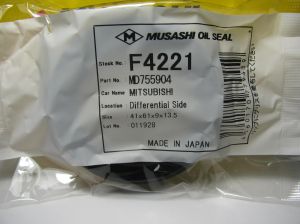 M MUSASHI OIL SEAL
Stock No. F4221
Part No. MD755904
Car Name MITSUBISHI
Location Differential Side
Size 41x61x9x13.5
Lot No. 011928
MADE IN JAPAN